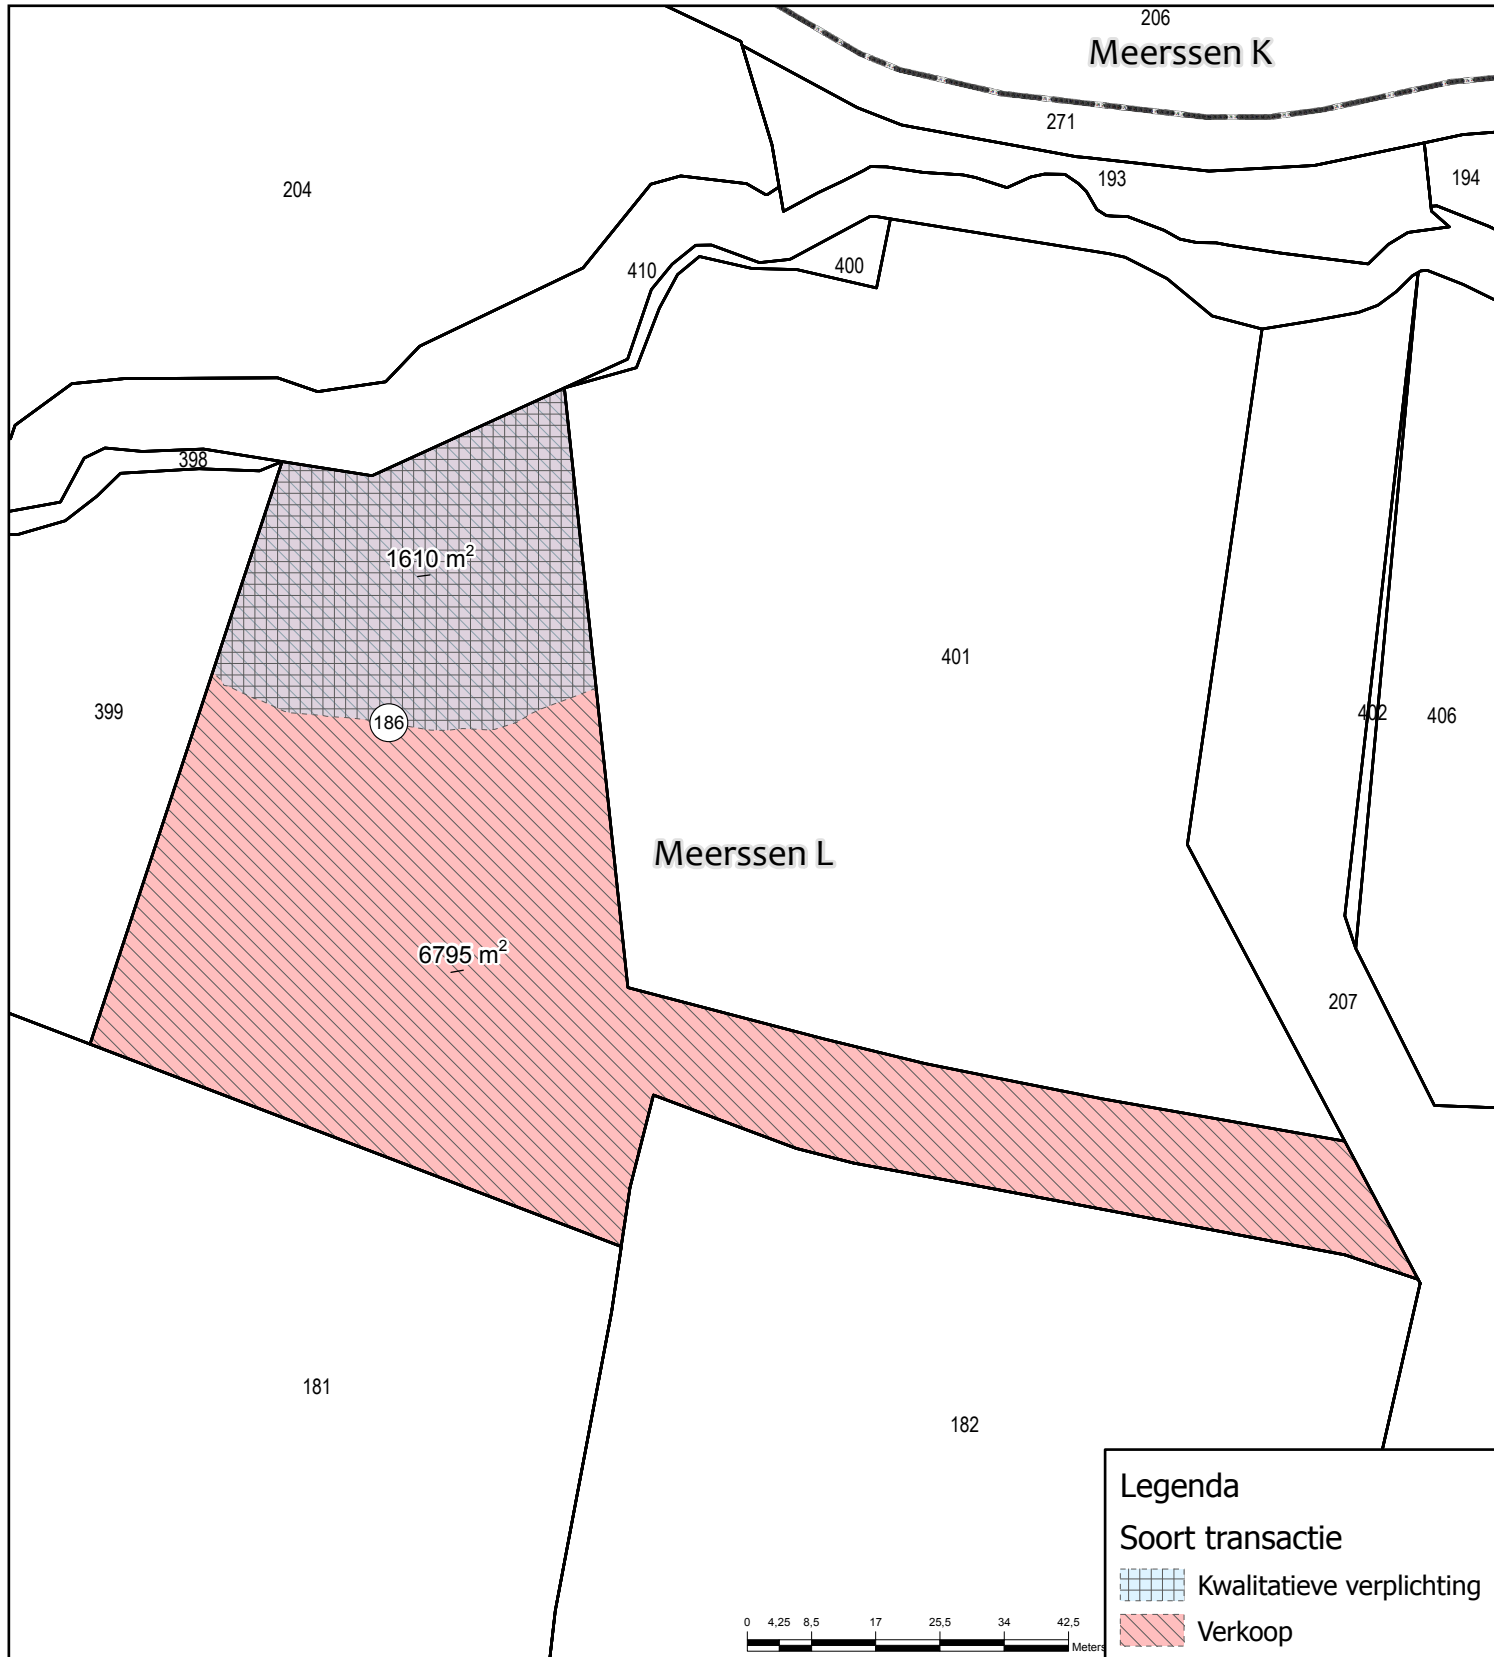 206
Meerssen K
271
193
194
204
410
400
398
1610 m²
401
399
186
402
406
Meerssen L
6795 m²
207
181
182
Legenda
Soort transactie
Kwalitatieve verplichting
Verkoop
0 4,25 8,5 17 25,5 34 42,5
Meters